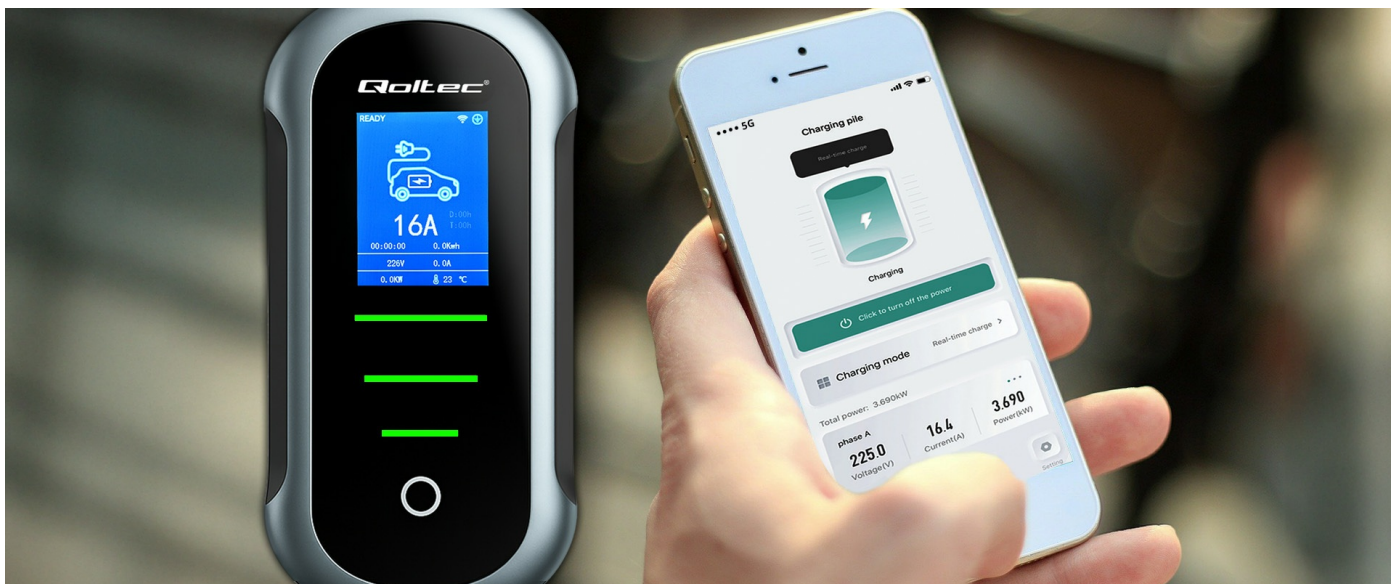 Qoltec®
READY
16A
D:00h
T:00h
00:00:00 0.0Kwh
226V 0.0A
0.0KW 23 ℃
5G
Charging pile
Real-time charge
Charging
Click to turn off the power
Charging mode Real-time charge >
Total power: 3.690kW
phase A
225.0 16.4 3.690
Voltage(V) Current(A) Power(kW)
Setting